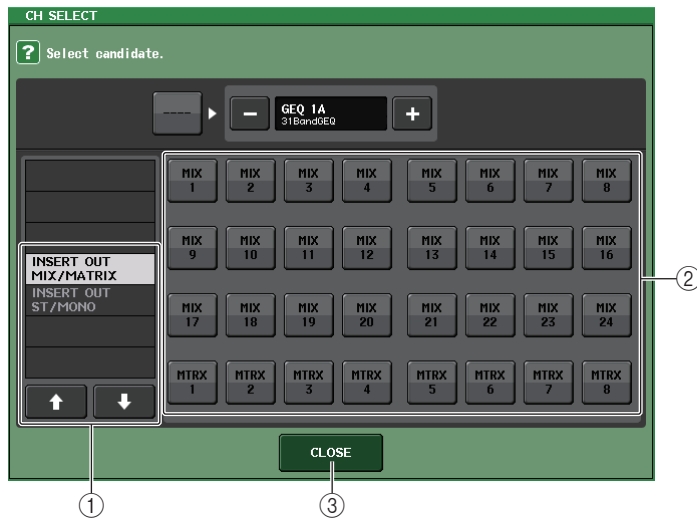 CH SELECT
? Select candidate.
----
−
GEQ 1A
31BandGEQ
+
INSERT OUT
MIX/MATRIX
INSERT OUT
ST/MONO
MIX 1 MIX 2 MIX 3 MIX 4 MIX 5 MIX 6 MIX 7 MIX 8
MIX 9 MIX 10 MIX 11 MIX 12 MIX 13 MIX 14 MIX 15 MIX 16
MIX 17 MIX 18 MIX 19 MIX 20 MIX 21 MIX 22 MIX 23 MIX 24
MTRX 1 MTRX 2 MTRX 3 MTRX 4 MTRX 5 MTRX 6 MTRX 7 MTRX 8
②
CLOSE
① ③